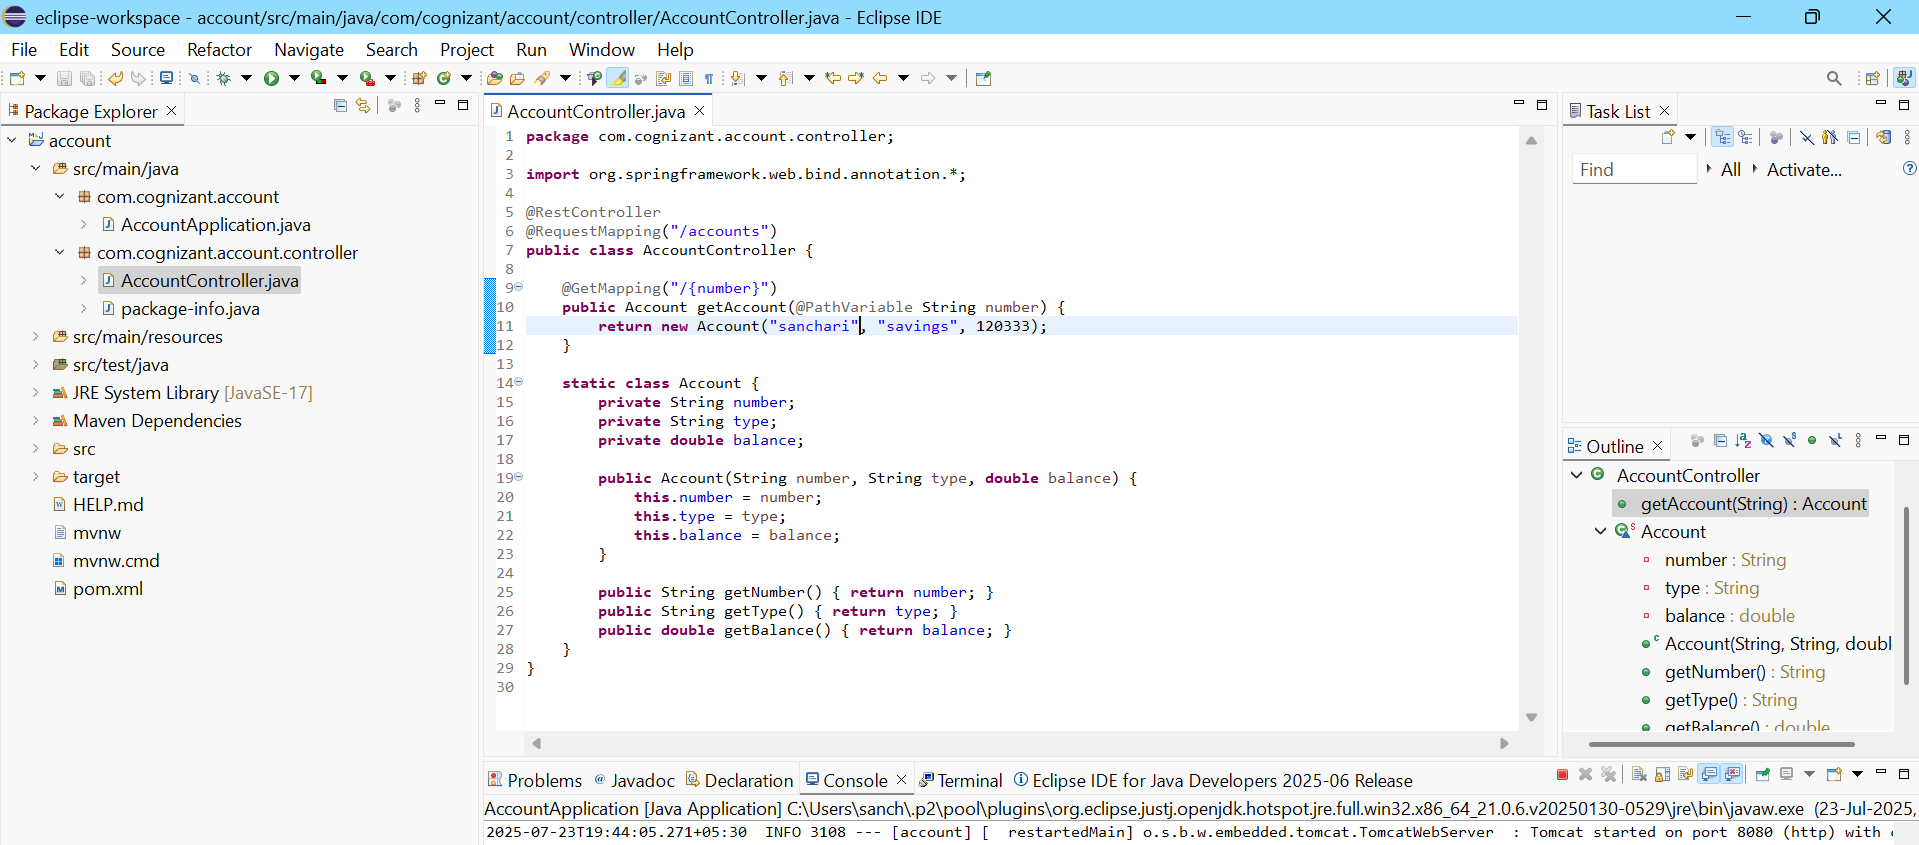 eclipse-workspace - account/src/main/java/com/cognizant/account/controller/AccountController.java - Eclipse IDE
File Edit Source Refactor Navigate Search Project Run Window Help
Package Explorer
account
src/main/java
com.cognizant.account
AccountApplication.java
com.cognizant.account.controller
AccountController.java
package-info.java
src/main/resources
src/test/java
JRE System Library [JavaSE-17]
Maven Dependencies
src
target
HELP.md
mvnw
mvnw.cmd
pom.xml
AccountController.java
1 package com.cognizant.account.controller;
2
3 import org.springframework.web.bind.annotation.*;
4
5 @RestController
6 @RequestMapping("/accounts")
7 public class AccountController {
8
9 @GetMapping("/{number}")
10 public Account getAccount(@PathVariable String number) {
11 return new Account("sanchari", "savings", 120333);
12 }
13
14 static class Account {
15 private String number;
16 private String type;
17 private double balance;
18
19 public Account(String number, String type, double balance) {
20 this.number = number;
21 this.type = type;
22 this.balance = balance;
23 }
24
25 public String getNumber() { return number; }
26 public String getType() { return type; }
27 public double getBalance() { return balance; }
28 }
29 }
30
Task List
Find All Activate...
Outline
AccountController
getAccount(String) : Account
Account
number : String
type : String
balance : double
Account(String, String, doubl
getNumber() : String
getType() : String
getBalance() : double
Problems Javadoc Declaration Console Terminal Eclipse IDE for Java Developers 2025-06 Release
AccountApplication [Java Application] C:\Users\sanch\.p2\pool\plugins\org.eclipse.justj.openjdk.hotspot.jre.full.win32.x86_64_21.0.6.v20250130-0529\jre\bin\javaw.exe (23-Jul-2025,
2025-07-23T19:44:05.271+05:30 INFO 3108 --- [account] [ restartedMain] o.s.b.w.embedded.tomcat.TomcatWebServer : Tomcat started on port 8080 (http) with